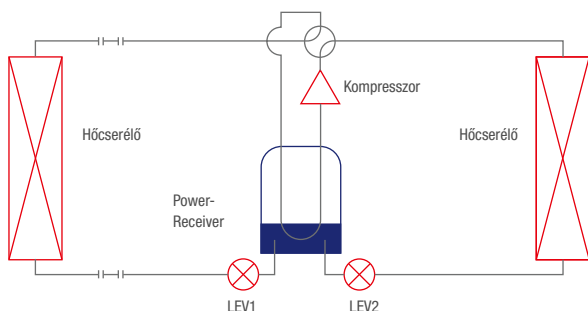 Kompresszor
Hőcserélő
Hőcserélő
Power-
Receiver
LEV1
LEV2